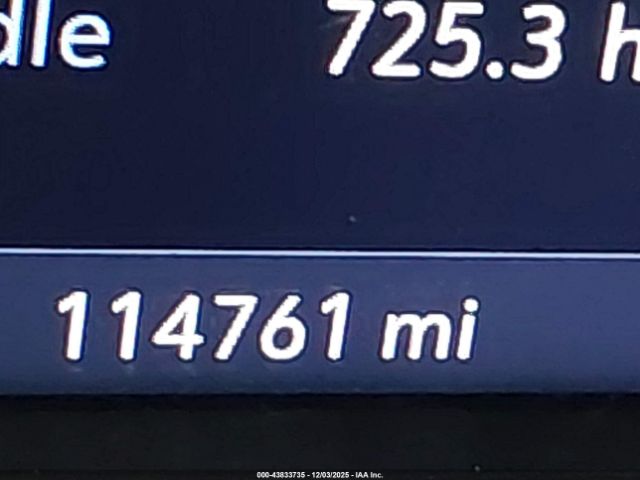 dle 725.3 h
114761 mi
000-43833735 - 12/03/2025 - IAA Inc.